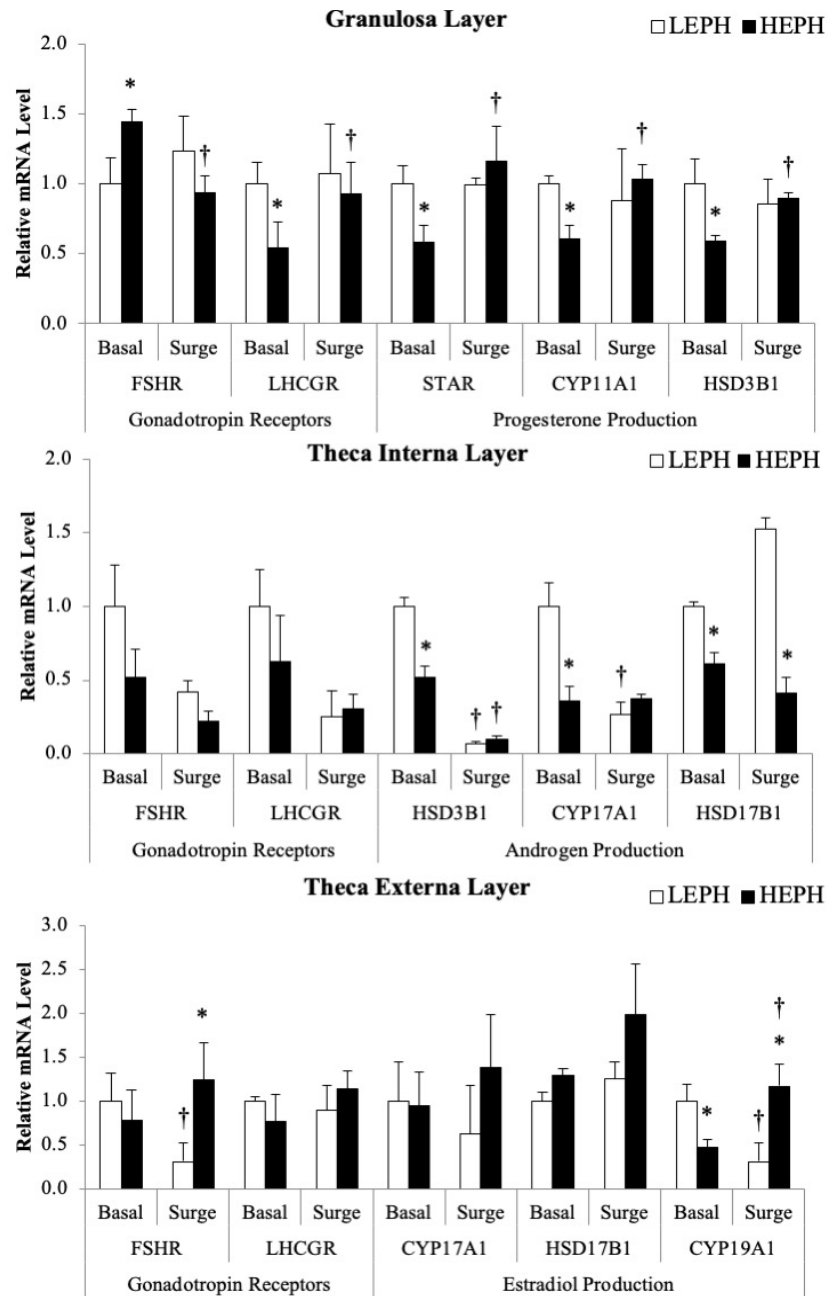 Granulosa Layer
□LEPH ■HEPH
Relative mRNA Level
2.0
1.5
1.0
0.5
0.0
* † * † * † * † * †
Basal Surge Basal Surge Basal Surge Basal Surge Basal Surge
FSHR LHCGR STAR CYP11A1 HSD3B1
Gonadotropin Receptors Progesterone Production
Theca Interna Layer
□LEPH ■HEPH
Relative mRNA Level
2.0
1.5
1.0
0.5
0.0
* † † * † * *
Basal Surge Basal Surge Basal Surge Basal Surge Basal Surge
FSHR LHCGR HSD3B1 CYP17A1 HSD17B1
Gonadotropin Receptors Androgen Production
Theca Externa Layer
□LEPH ■HEPH
Relative mRNA Level
3.0
2.5
2.0
1.5
1.0
0.5
0.0
† * * † † *
Basal Surge Basal Surge Basal Surge Basal Surge Basal Surge
FSHR LHCGR CYP17A1 HSD17B1 CYP19A1
Gonadotropin Receptors Estradiol Production